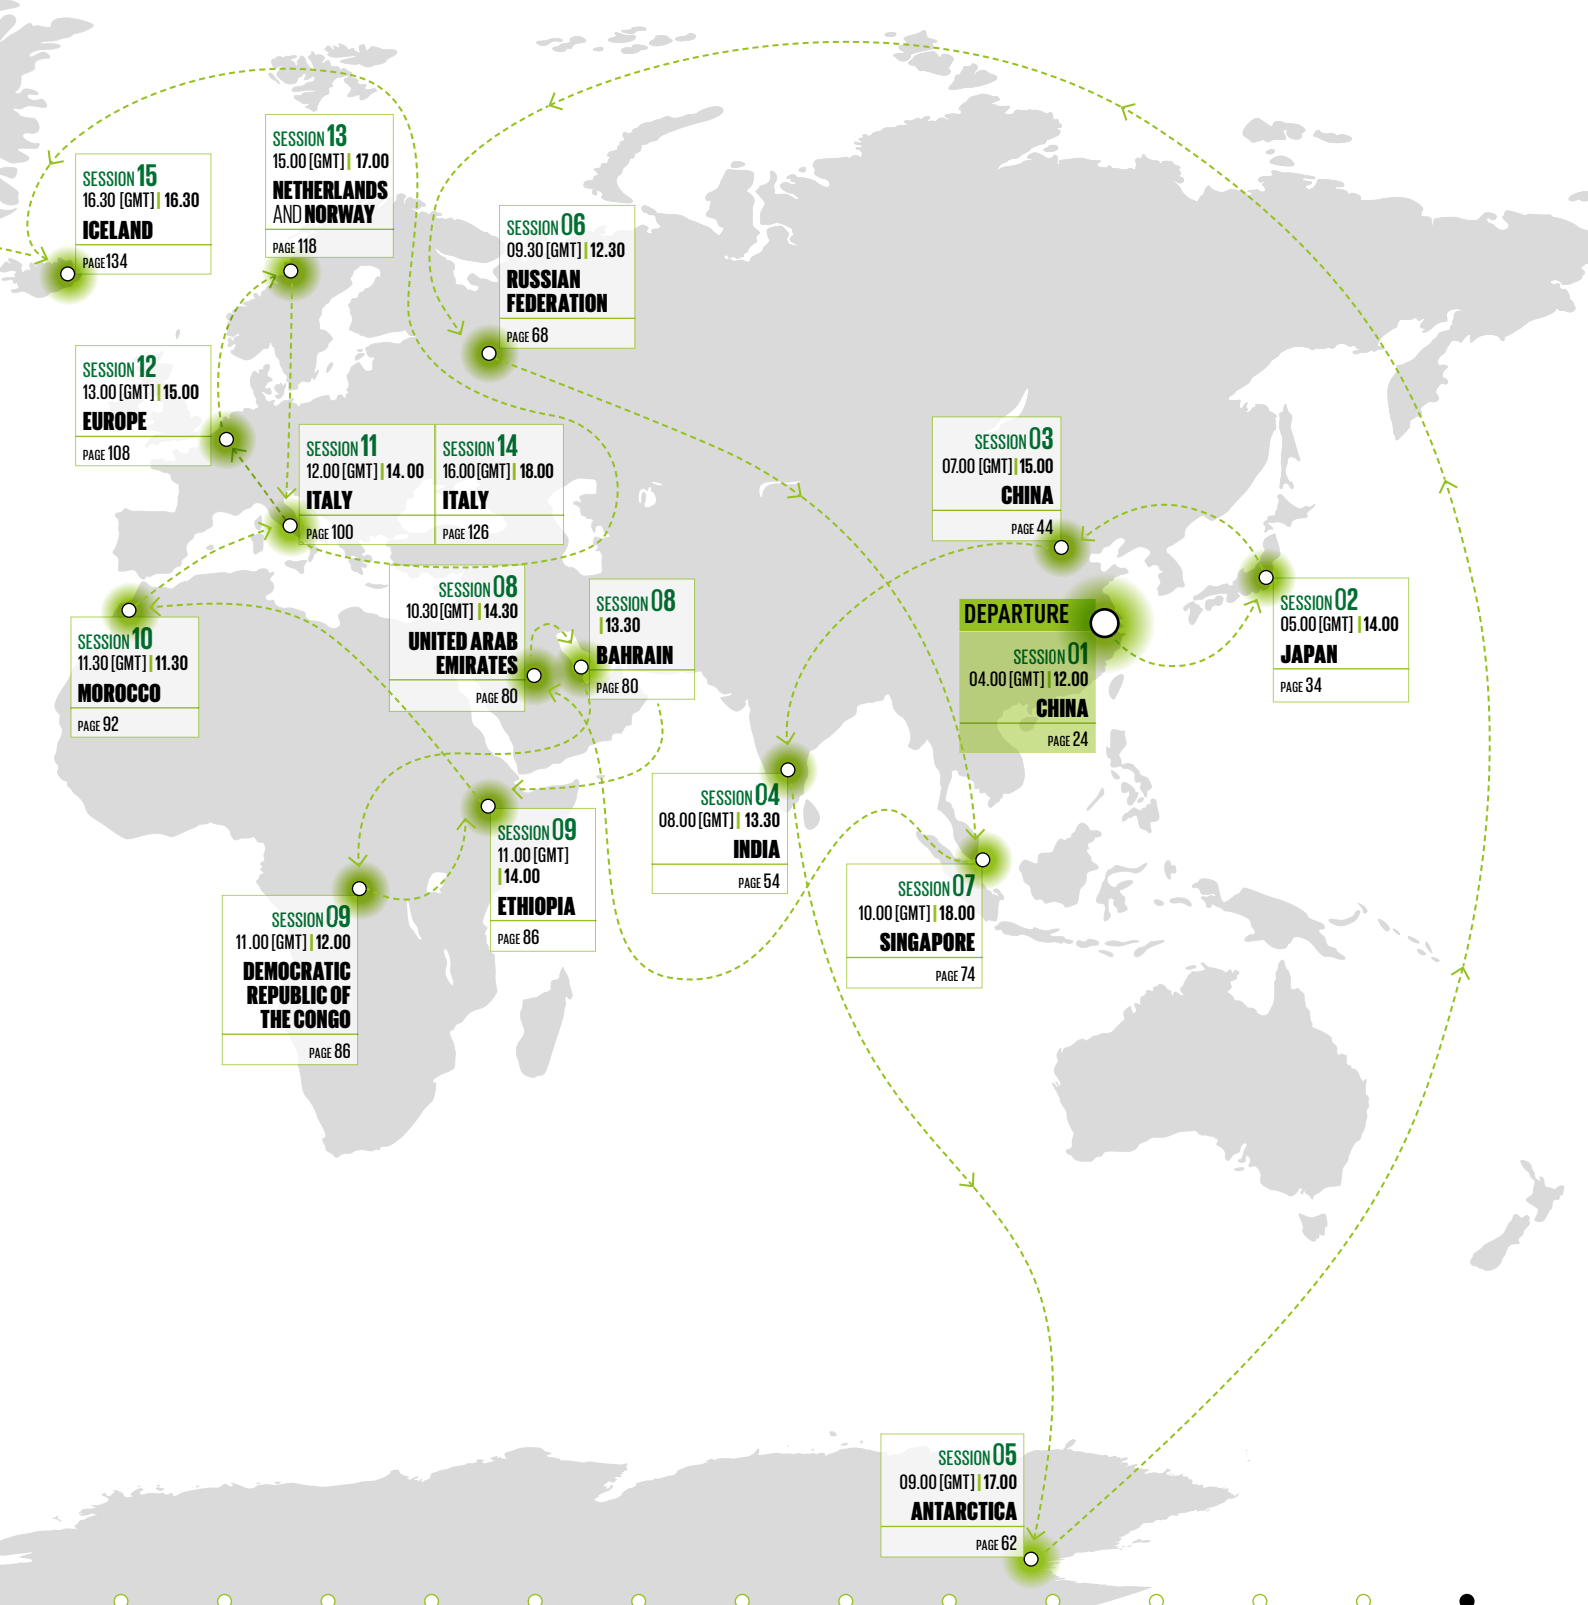 SESSION 13
15.00 [GMT] | 17.00
NETHERLANDS
AND NORWAY
PAGE 118
SESSION 15
16.30 [GMT] | 16.30
ICELAND
PAGE 134
SESSION 06
09.30 [GMT] | 12.30
RUSSIAN
FEDERATION
PAGE 68
SESSION 12
13.00 [GMT] | 15.00
EUROPE
PAGE 108
SESSION 11
12.00 [GMT] | 14.00
ITALY
PAGE 100
SESSION 14
16.00 [GMT] | 18.00
ITALY
PAGE 126
SESSION 03
07.00 [GMT] | 15.00
CHINA
PAGE 44
SESSION 08
10.30 [GMT] | 14.30
UNITED ARAB
EMIRATES
PAGE 80
SESSION 08
| 13.30
BAHRAIN
PAGE 80
DEPARTURE
SESSION 01
04.00 [GMT] | 12.00
CHINA
PAGE 24
SESSION 02
05.00 [GMT] | 14.00
JAPAN
PAGE 34
SESSION 10
11.30 [GMT] | 11.30
MOROCCO
PAGE 92
SESSION 04
08.00 [GMT] | 13.30
INDIA
PAGE 54
SESSION 09
11.00 [GMT]
| 14.00
ETHIOPIA
PAGE 86
SESSION 07
10.00 [GMT] | 18.00
SINGAPORE
PAGE 74
SESSION 09
11.00 [GMT] | 12.00
DEMOCRATIC
REPUBLIC OF
THE CONGO
PAGE 86
SESSION 05
09.00 [GMT] | 17.00
ANTARCTICA
PAGE 62